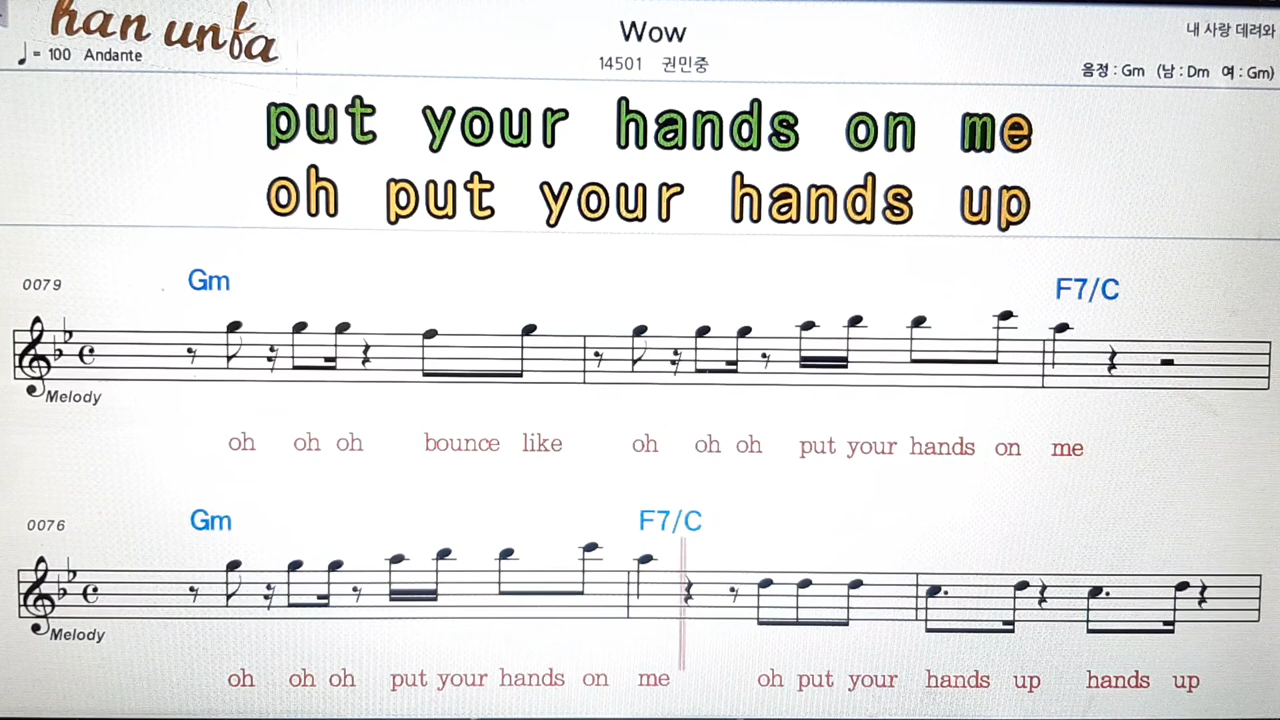 han unfa
♩= 100 Andante
Wow
14501 권민중
내 사랑 데려와
음정 : Gm (남 : Dm 여 : Gm)
put your hands on me
oh put your hands up
0079
Gm F7/C
Melody
oh oh oh bounce like oh oh oh put your hands on me
0076
Gm F7/C
Melody
oh oh oh put your hands on me oh put your hands up hands up